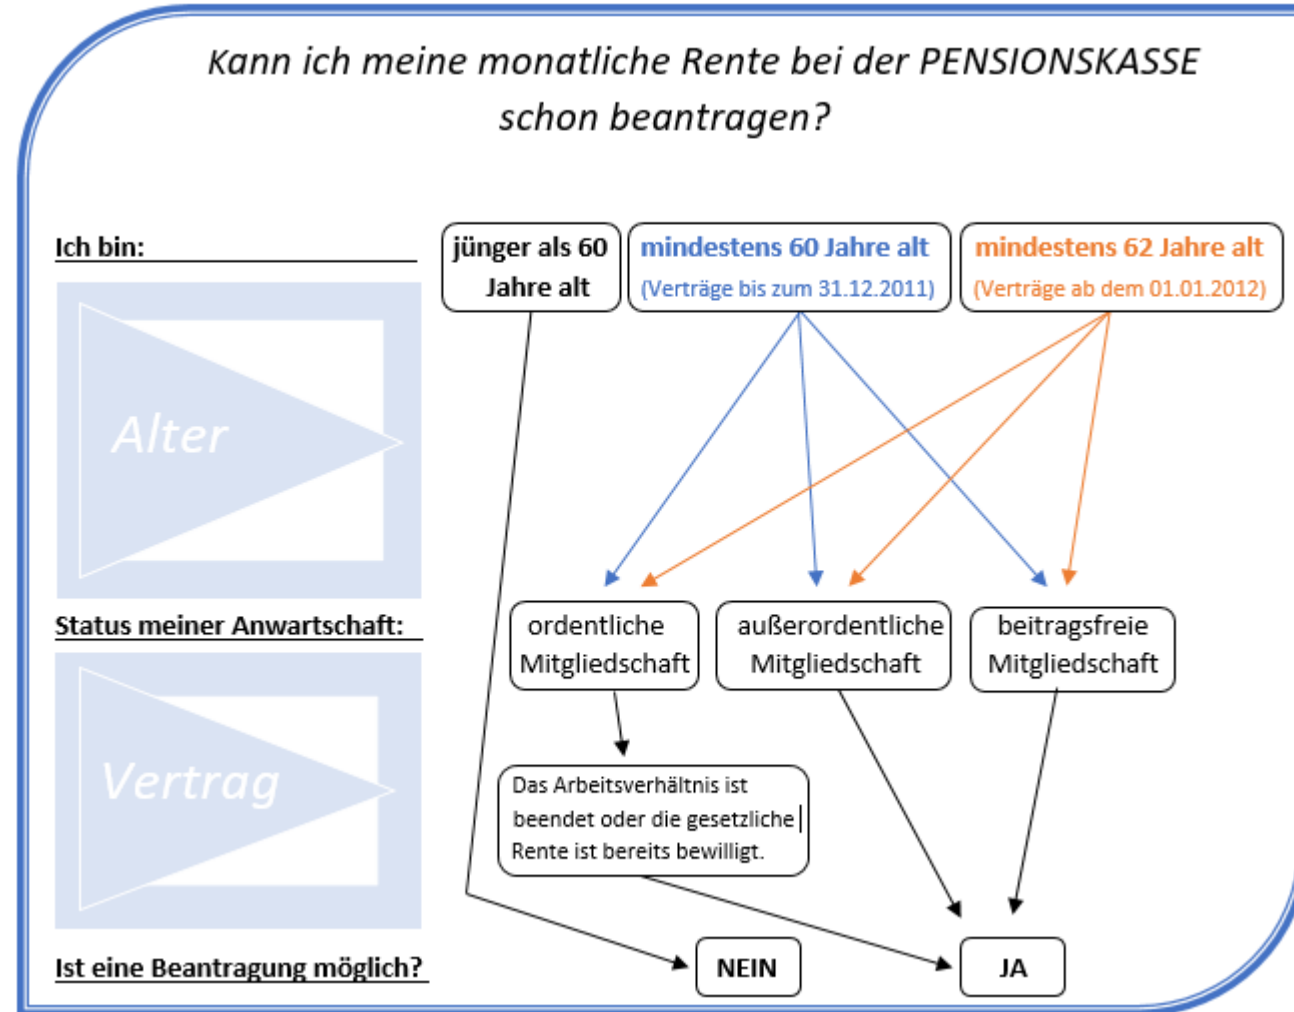 Kann ich meine monatliche Rente bei der PENSIONSKASSE
schon beantragen?
Ich bin:
jünger als 60
Jahre alt
mindestens 60 Jahre alt
(Verträge bis zum 31.12.2011)
mindestens 62 Jahre alt
(Verträge ab dem 01.01.2012)
Alter
Status meiner Anwartschaft:
ordentliche
Mitgliedschaft
außerordentliche
Mitgliedschaft
beitragsfreie
Mitgliedschaft
Vertrag
Das Arbeitsverhältnis ist
beendet oder die gesetzliche
Rente ist bereits bewilligt.
Ist eine Beantragung möglich?
NEIN
JA